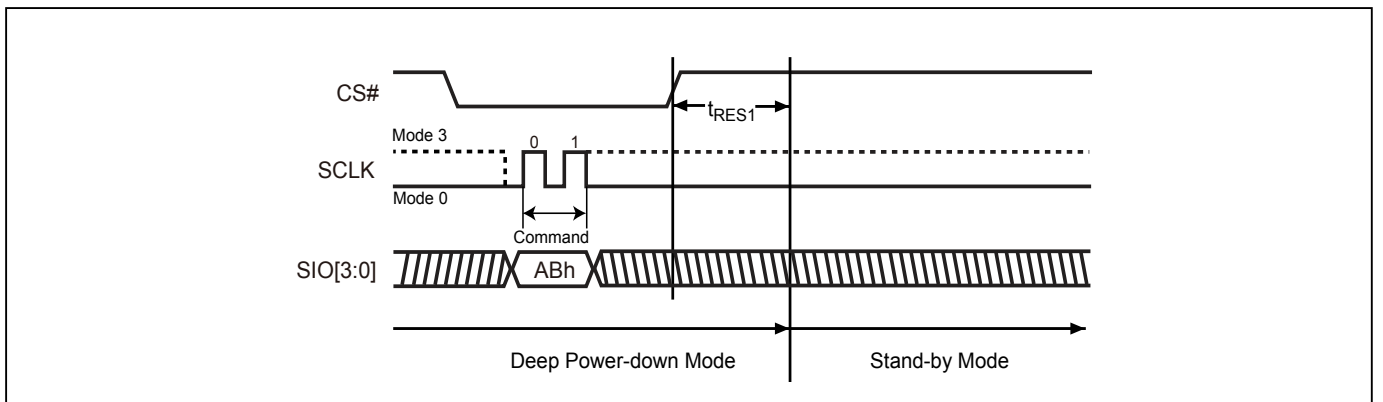 CS#
tRES1
Mode 3
0 1
SCLK
Mode 0
Command
SIO[3:0]
ABh
Deep Power-down Mode
Stand-by Mode